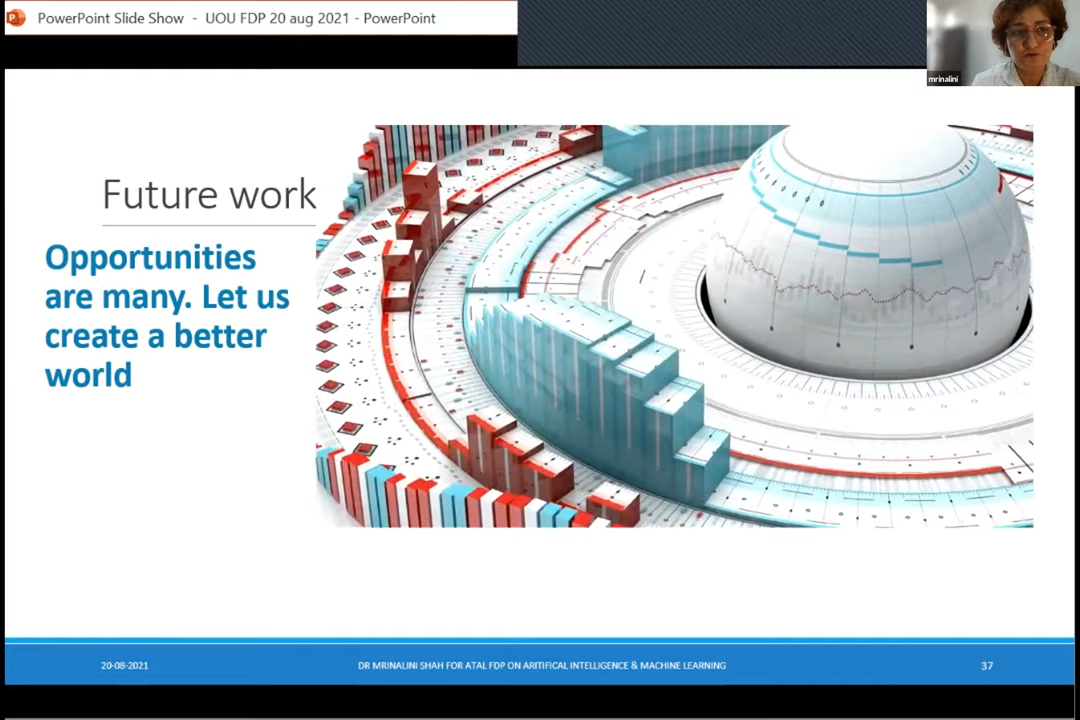 PowerPoint Slide Show - UOU FDP 20 aug 2021 - PowerPoint
mrinalini
Future work
Opportunities
are many. Let us
create a better
world
20-08-2021
DR MRINALINI SHAH FOR ATAL FDP ON ARITIFICAL INTELLIGENCE & MACHINE LEARNING
37